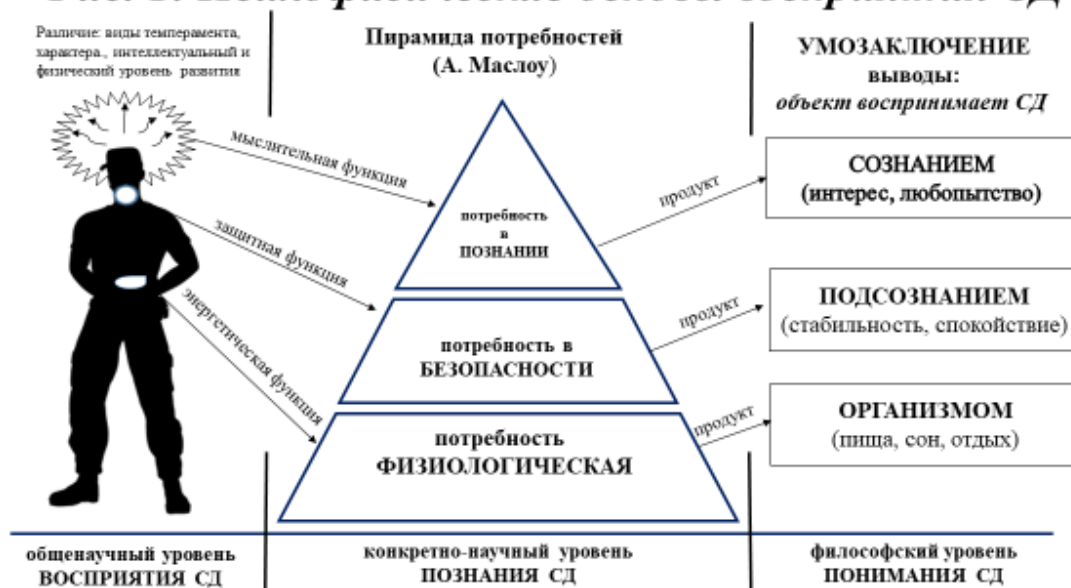 Различие: виды темперамента,
характера., интеллектуальный и
физический уровень развития
Пирамида потребностей
(А. Маслоу)
УМОЗАКЛЮЧЕНИЕ
выводы:
объект воспринимает СД
мыслительная функция
защитная функция
энергетическая функция
потребность
в
ПОЗНАНИИ
потребность в
БЕЗОПАСНОСТИ
потребность
ФИЗИОЛОГИЧЕСКАЯ
продукт
продукт
продукт
СОЗНАНИЕМ
(интерес, любопытство)
ПОДСОЗНАНИЕМ
(стабильность, спокойствие)
ОРГАНИЗМОМ
(пища, сон, отдых)
общенаучный уровень
ВОСПРИЯТИЯ СД
конкретно-научный уровень
ПОЗНАНИЯ СД
философский уровень
ПОНИМАНИЯ СД